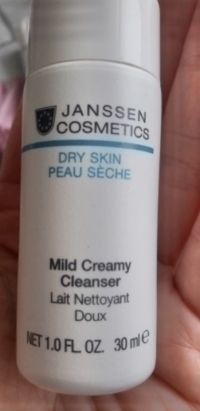 JANSSEN
COSMETICS
DRY SKIN
PEAU SÈCHE
Mild Creamy
Cleanser
Lait Nettoyant
Doux
NET 1.0 FL. OZ. 30 ml ℮